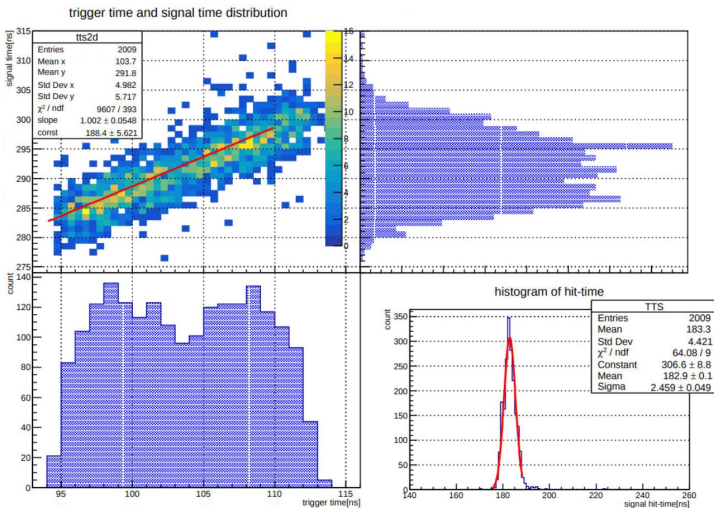 trigger time and signal time distribution
signal time[ns]
315
300
295
290
285
280
275
tts2d
Entries 2009
Mean x 103.7
Mean y 291.8
Std Dev x 4.982
Std Dev y 5.717
χ² / ndf 9607 / 393
slope 1.002 ± 0.0548
const 188.4 ± 5.621
16
14
12
10
8
6
4
2
0
count
140
120
100
80
60
40
20
0
95 100 105 110 115
trigger time[ns]
histogram of hit-time
count
350
300
250
200
150
100
50
0
140 160 180 200 220 240 260
signal hit-time[ns]
TTS
Entries 2009
Mean 183.3
Std Dev 4.421
χ² / ndf 64.08 / 9
Constant 306.6 ± 8.8
Mean 182.9 ± 0.1
Sigma 2.459 ± 0.049